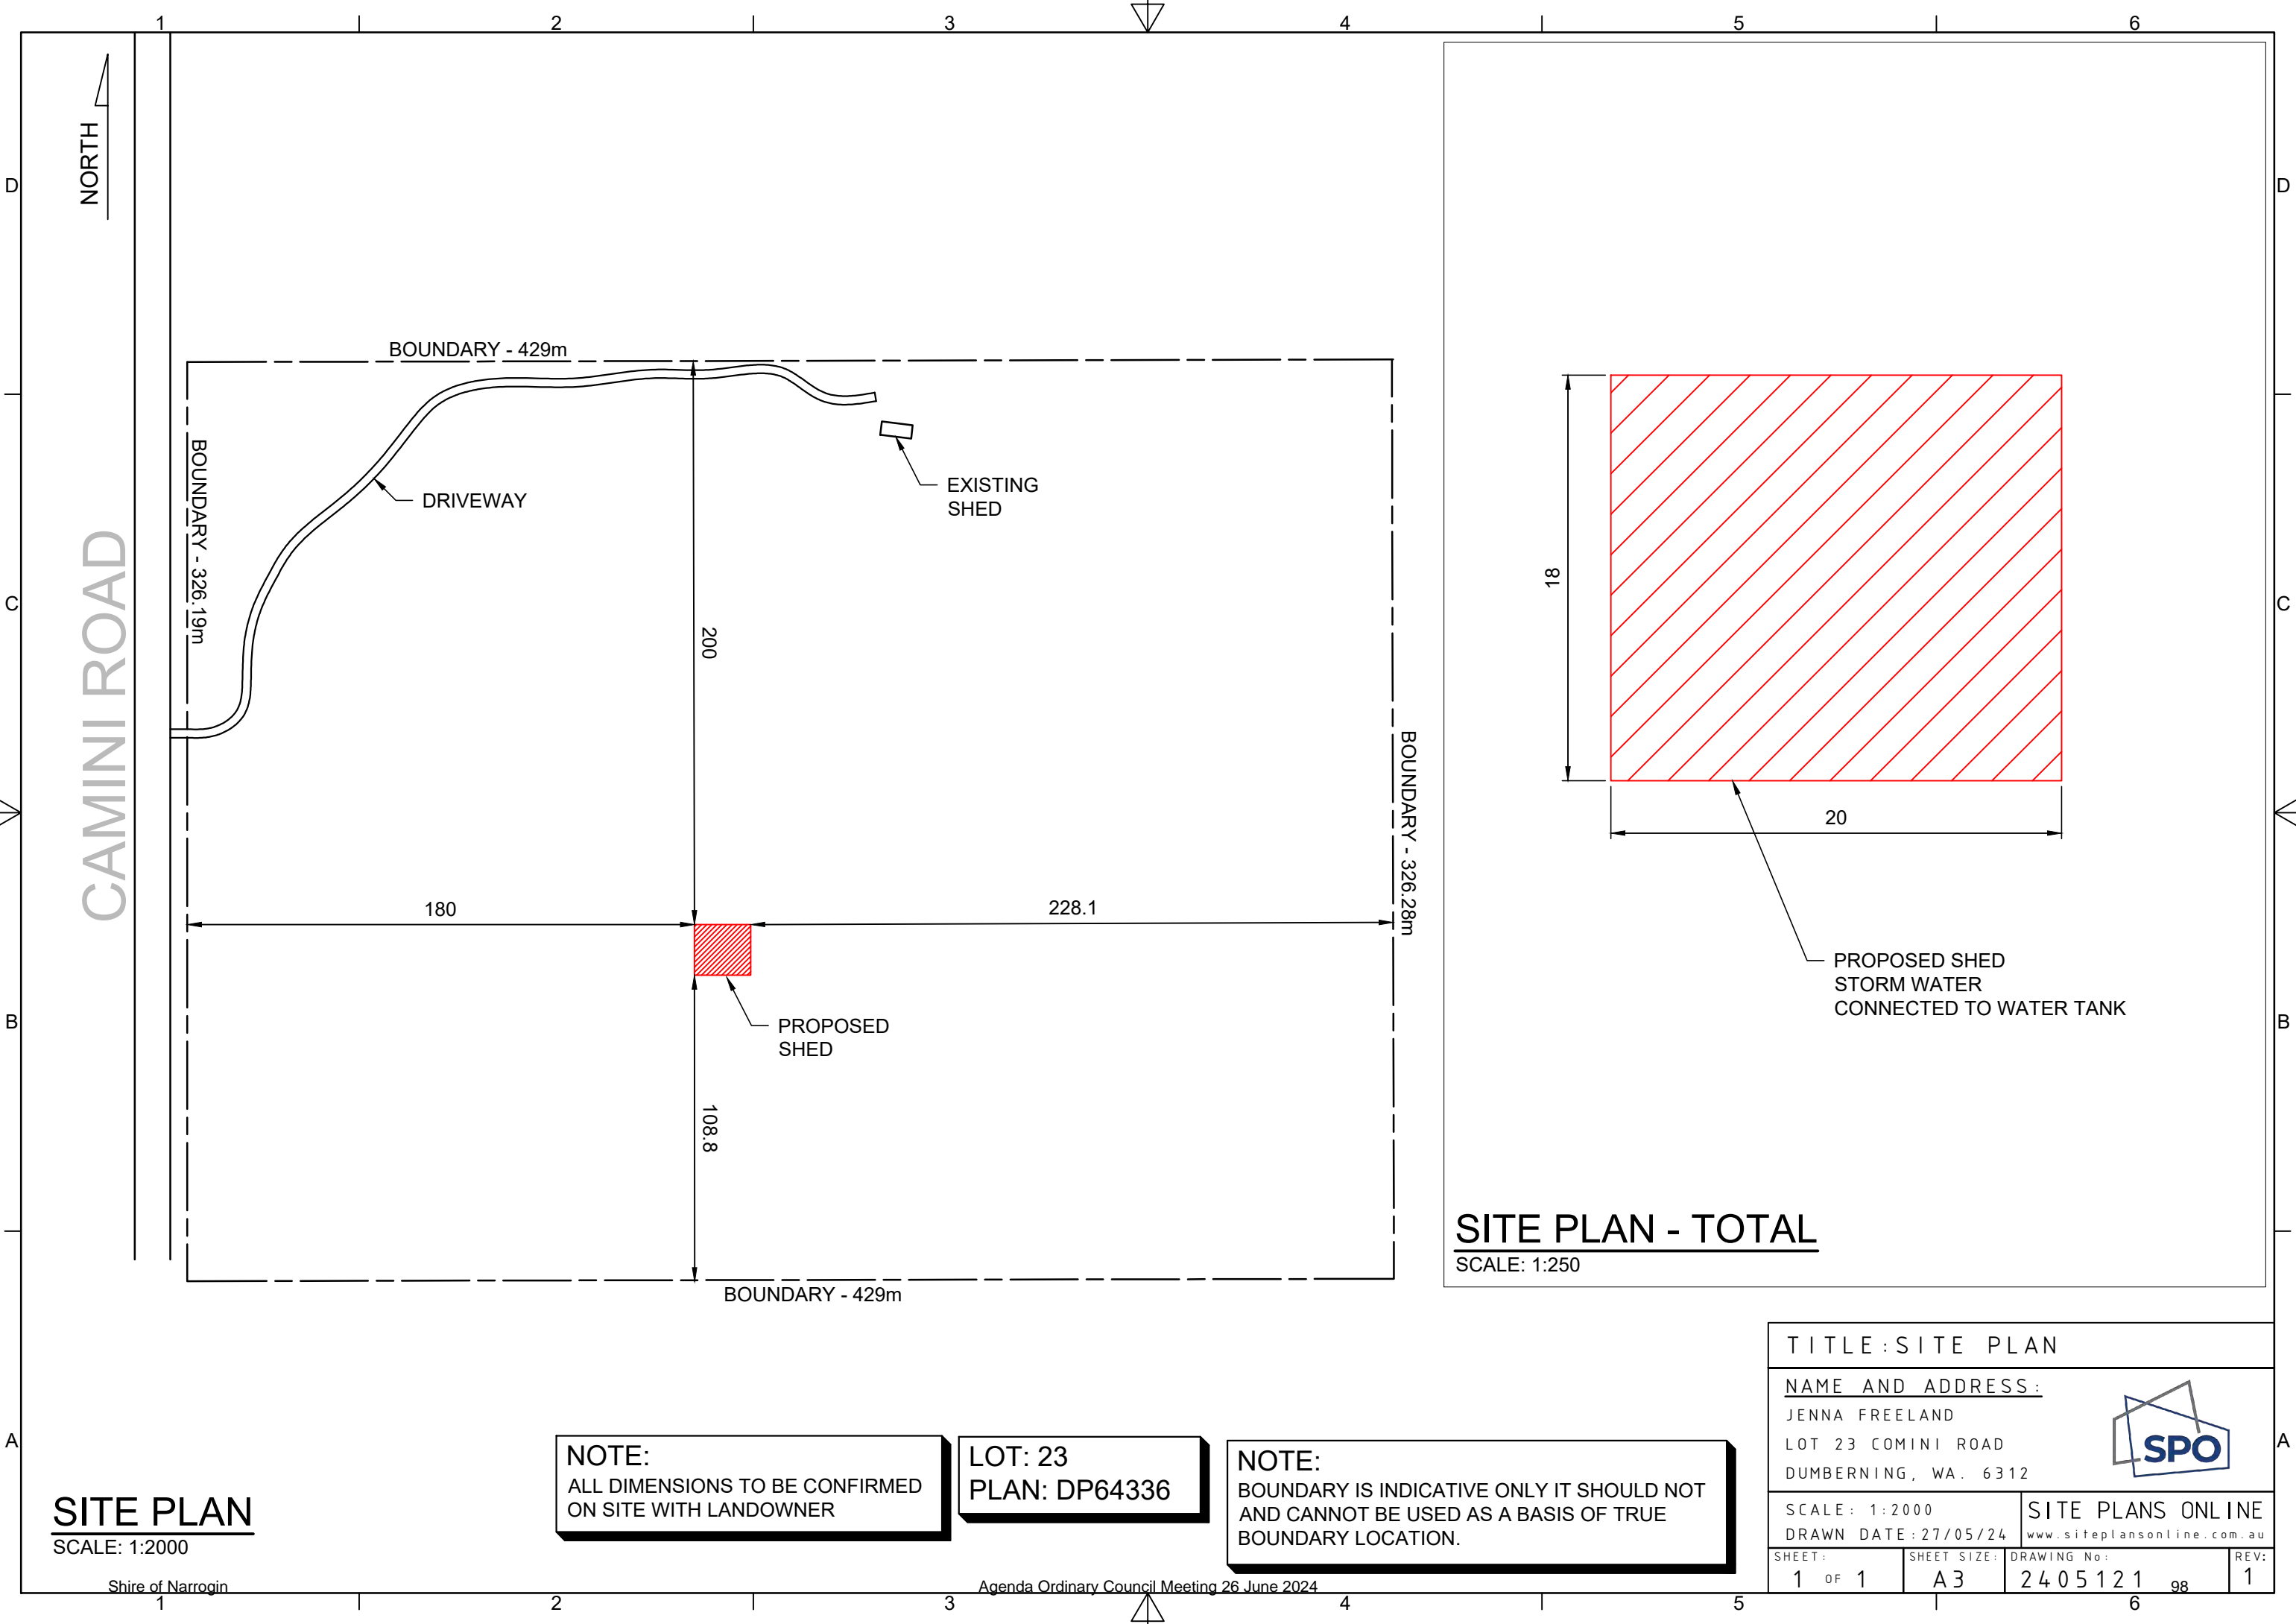 1
2
3
4
5
6
D
C
B
A
D
C
B
A
NORTH
CAMINI ROAD
BOUNDARY - 429m
BOUNDARY - 326.19m
DRIVEWAY
EXISTING
SHED
200
BOUNDARY - 326.28m
180
228.1
PROPOSED
SHED
108.8
BOUNDARY - 429m
18
20
PROPOSED SHED
STORM WATER
CONNECTED TO WATER TANK
SITE PLAN - TOTAL
SCALE: 1:250
SITE PLAN
SCALE: 1:2000
NOTE:
ALL DIMENSIONS TO BE CONFIRMED
ON SITE WITH LANDOWNER
LOT: 23
PLAN: DP64336
NOTE:
BOUNDARY IS INDICATIVE ONLY IT SHOULD NOT
AND CANNOT BE USED AS A BASIS OF TRUE
BOUNDARY LOCATION.
TITLE:SITE PLAN
NAME AND ADDRESS:
JENNA FREELAND
LOT 23 COMINI ROAD
DUMBERNING, WA. 6312
SPO
SCALE: 1:2000
DRAWN DATE:27/05/24
SITE PLANS ONLINE
www.siteplansonline.com.au
SHEET:
1 OF 1
SHEET SIZE:
A3
DRAWING No:
2405121
REV:
1
Shire of Narrogin
Agenda Ordinary Council Meeting 26 June 2024
98
1
2
3
4
5
6